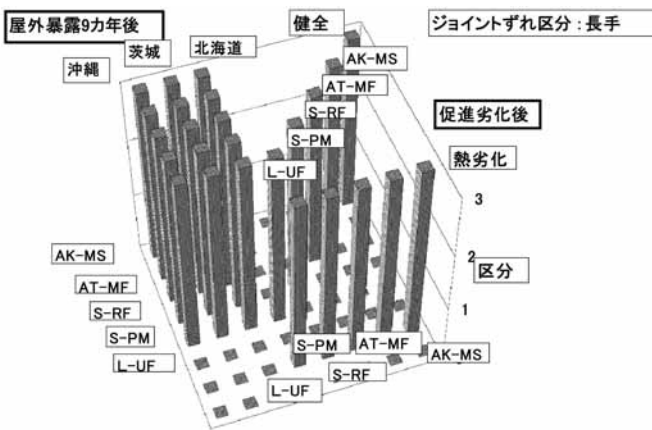 屋外暴露9カ年後
健全
ジョイントずれ区分：長手
茨城
北海道
沖縄
AK-MS
AT-MF
S-RF
S-PM
L-UF
促進劣化後
熱劣化
3
2
区分
1
AK-MS
AT-MF
S-RF
S-PM
L-UF
S-PM
AT-MF
AK-MS
S-RF
L-UF